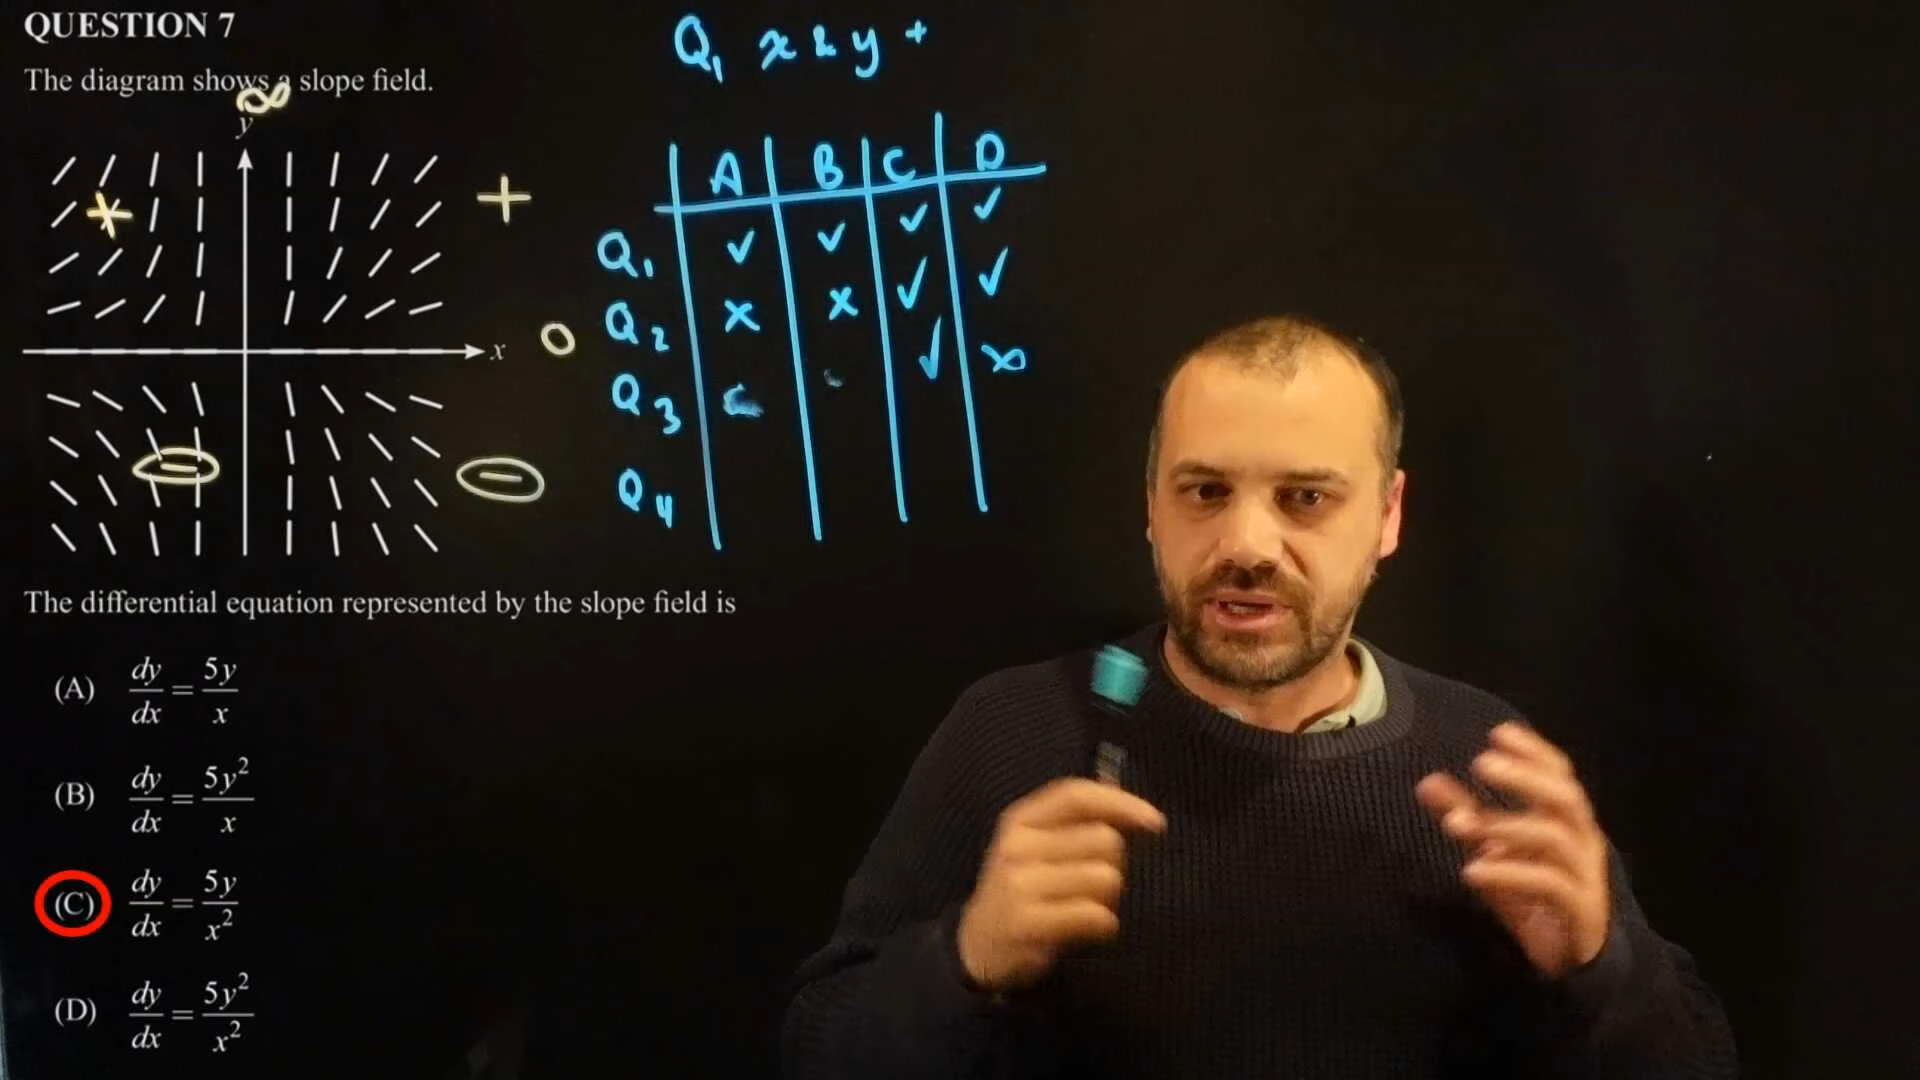 QUESTION 7
The diagram shows a slope field.
∞
y
+
+
x
0
−
−
Q₁ x & y +
A B C D
Q₁ ✓ ✓ ✓ ✓
Q₂ x x ✓ ✓
Q₃ ✓ x
Q₄
The differential equation represented by the slope field is
(A) dy/dx = 5y/x
(B) dy/dx = 5y²/x
(C) dy/dx = 5y/x²
(D) dy/dx = 5y²/x²